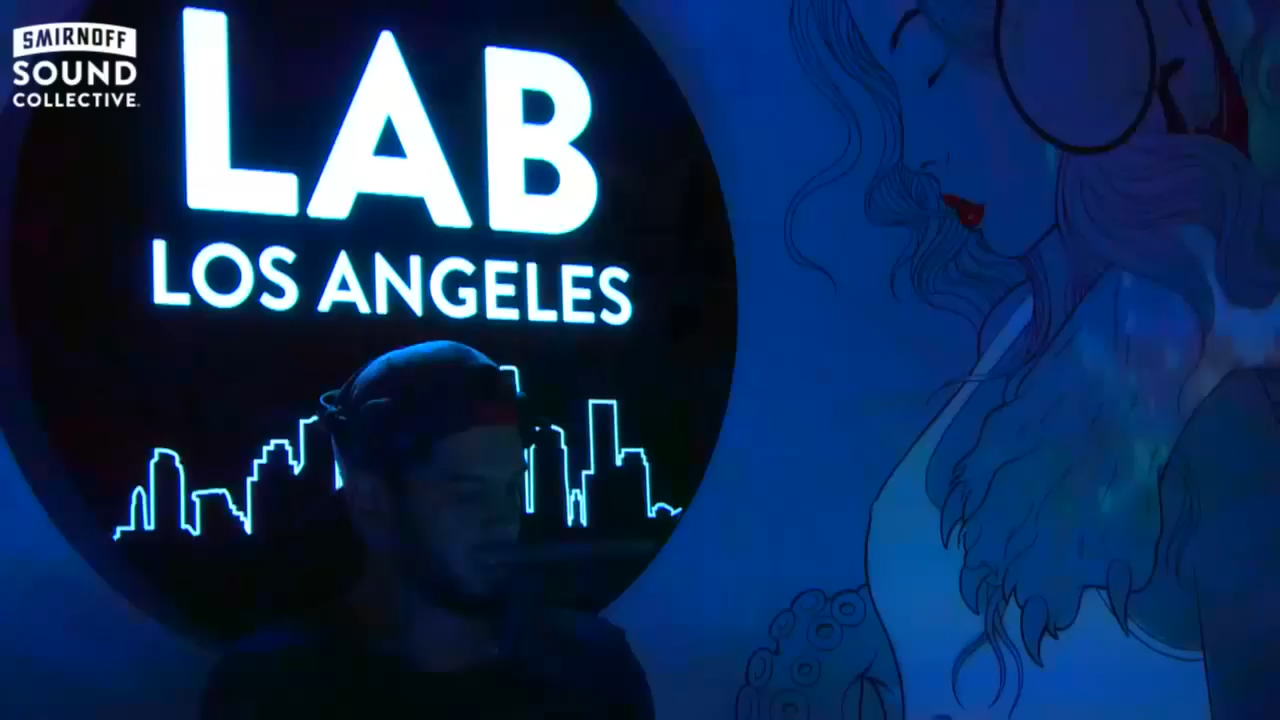 SMIRNOFF
SOUND
COLLECTIVE.
LAB
LOS ANGELES